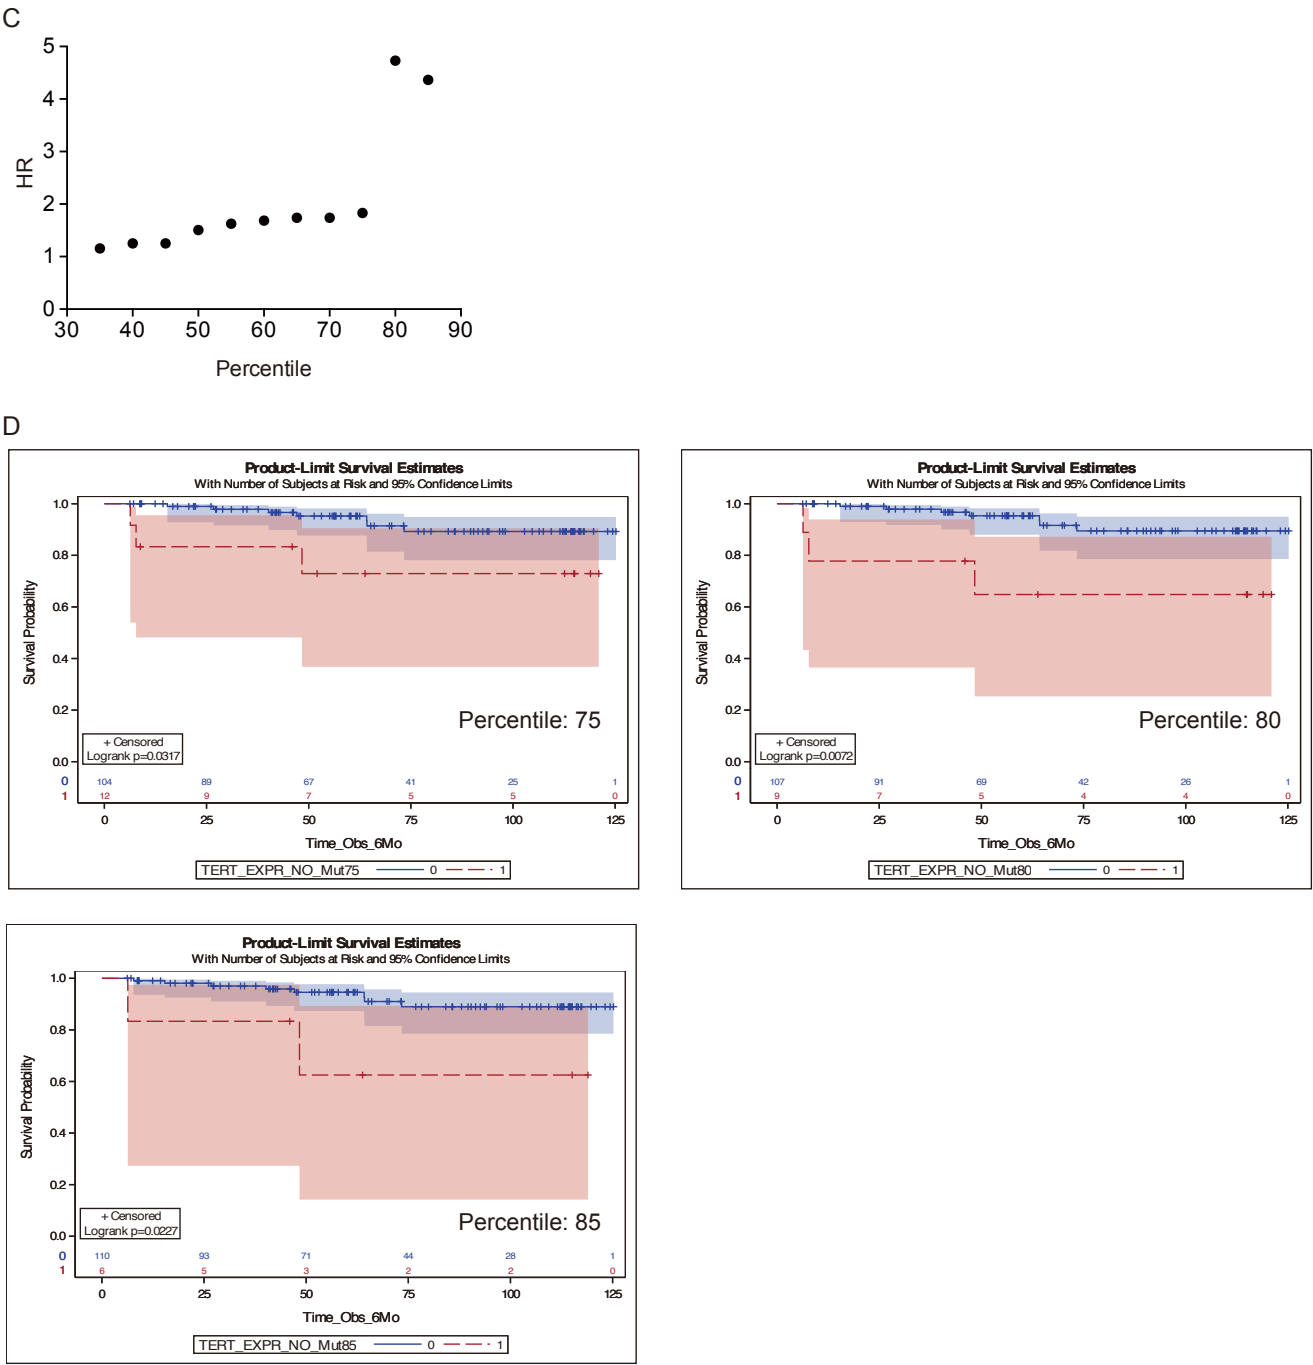 C
5
4
3
2
1
0
HR
30 40 50 60 70 80 90
Percentile
D
Product-Limit Survival Estimates
With Number of Subjects at Risk and 95% Confidence Limits
1.0
0.8
0.6
0.4
0.2
0.0
Survival Probability
Percentile: 75
+ Censored
Logrank p=0.0317
0 104 89 67 41 25 1
1 12 9 7 5 5 0
0 25 50 75 100 125
Time_Obs_6Mo
TERT_EXPR_NO_Mut75 0 1
Product-Limit Survival Estimates
With Number of Subjects at Risk and 95% Confidence Limits
1.0
0.8
0.6
0.4
0.2
0.0
Survival Probability
Percentile: 80
+ Censored
Logrank p=0.0072
0 107 91 69 42 26 1
1 9 7 5 4 4 0
0 25 50 75 100 125
Time_Obs_6Mo
TERT_EXPR_NO_Mut80 0 1
Product-Limit Survival Estimates
With Number of Subjects at Risk and 95% Confidence Limits
1.0
0.8
0.6
0.4
0.2
0.0
Survival Probability
Percentile: 85
+ Censored
Logrank p=0.0227
0 110 93 71 44 28 1
1 6 5 3 2 2 0
0 25 50 75 100 125
Time_Obs_6Mo
TERT_EXPR_NO_Mut85 0 1